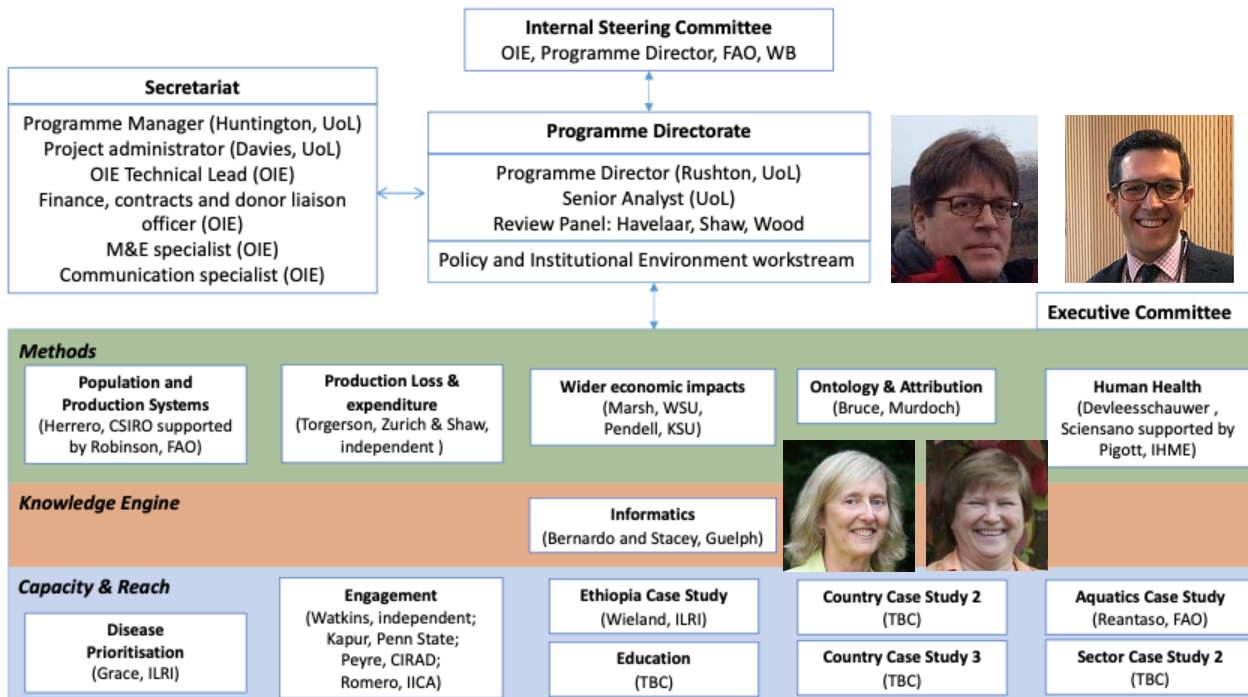 Internal Steering Committee
OIE, Programme Director, FAO, WB
Secretariat
Programme Manager (Huntington, UoL)
Project administrator (Davies, UoL)
OIE Technical Lead (OIE)
Finance, contracts and donor liaison
officer (OIE)
M&E specialist (OIE)
Communication specialist (OIE)
Programme Directorate
Programme Director (Rushton, UoL)
Senior Analyst (UoL)
Review Panel: Havelaar, Shaw, Wood
Policy and Institutional Environment workstream
Executive Committee
Methods
Population and
Production Systems
(Herrero, CSIRO supported
by Robinson, FAO)
Production Loss &
expenditure
(Torgerson, Zurich & Shaw,
independent )
Wider economic impacts
(Marsh, WSU,
Pendell, KSU)
Ontology & Attribution
(Bruce, Murdoch)
Human Health
(Devleesschauwer ,
Sciensano supported by
Pigott, IHME)
Knowledge Engine
Informatics
(Bernardo and Stacey, Guelph)
Capacity & Reach
Disease
Prioritisation
(Grace, ILRI)
Engagement
(Watkins, independent;
Kapur, Penn State;
Peyre, CIRAD;
Romero, IICA)
Ethiopia Case Study
(Wieland, ILRI)
Education
(TBC)
Country Case Study 2
(TBC)
Country Case Study 3
(TBC)
Aquatics Case Study
(Reantaso, FAO)
Sector Case Study 2
(TBC)